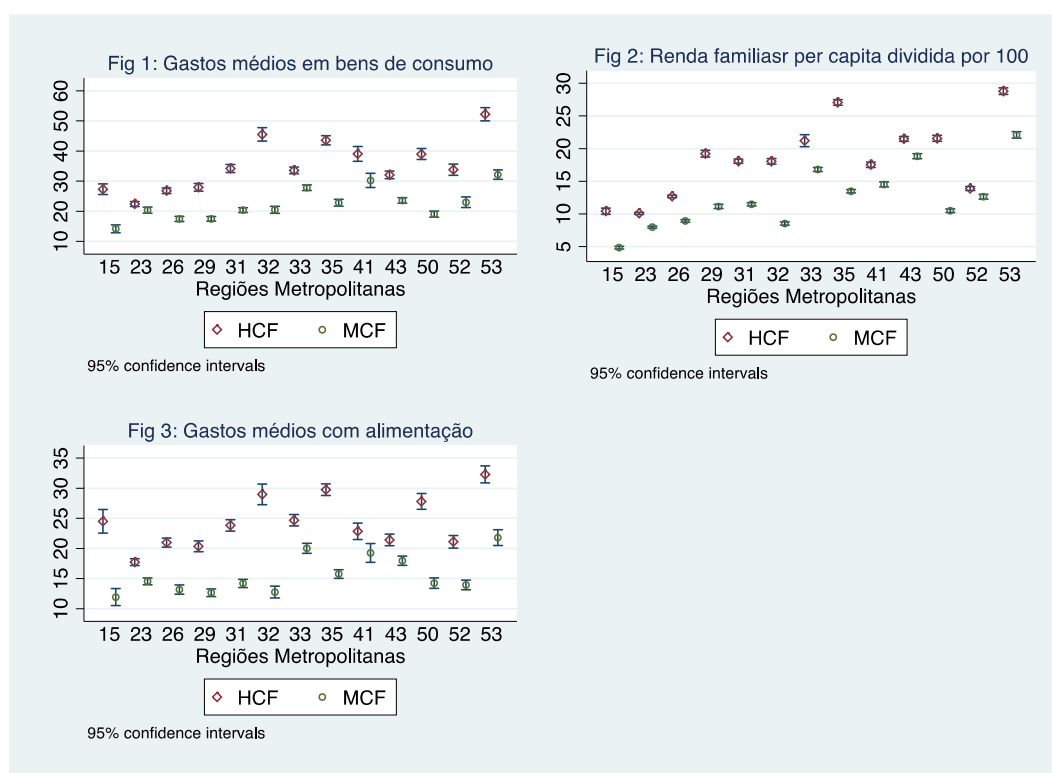 Fig 1: Gastos médios em bens de consumo
60
50
40
30
20
10
15 23 26 29 31 32 33 35 41 43 50 52 53
Regiões Metropolitanas
HCF MCF
95% confidence intervals
Fig 2: Renda familiasr per capita dividida por 100
30
25
20
15
10
5
15 23 26 29 31 32 33 35 41 43 50 52 53
Regiões Metropolitanas
HCF MCF
95% confidence intervals
Fig 3: Gastos médios com alimentação
35
30
25
20
15
10
15 23 26 29 31 32 33 35 41 43 50 52 53
Regiões Metropolitanas
HCF MCF
95% confidence intervals